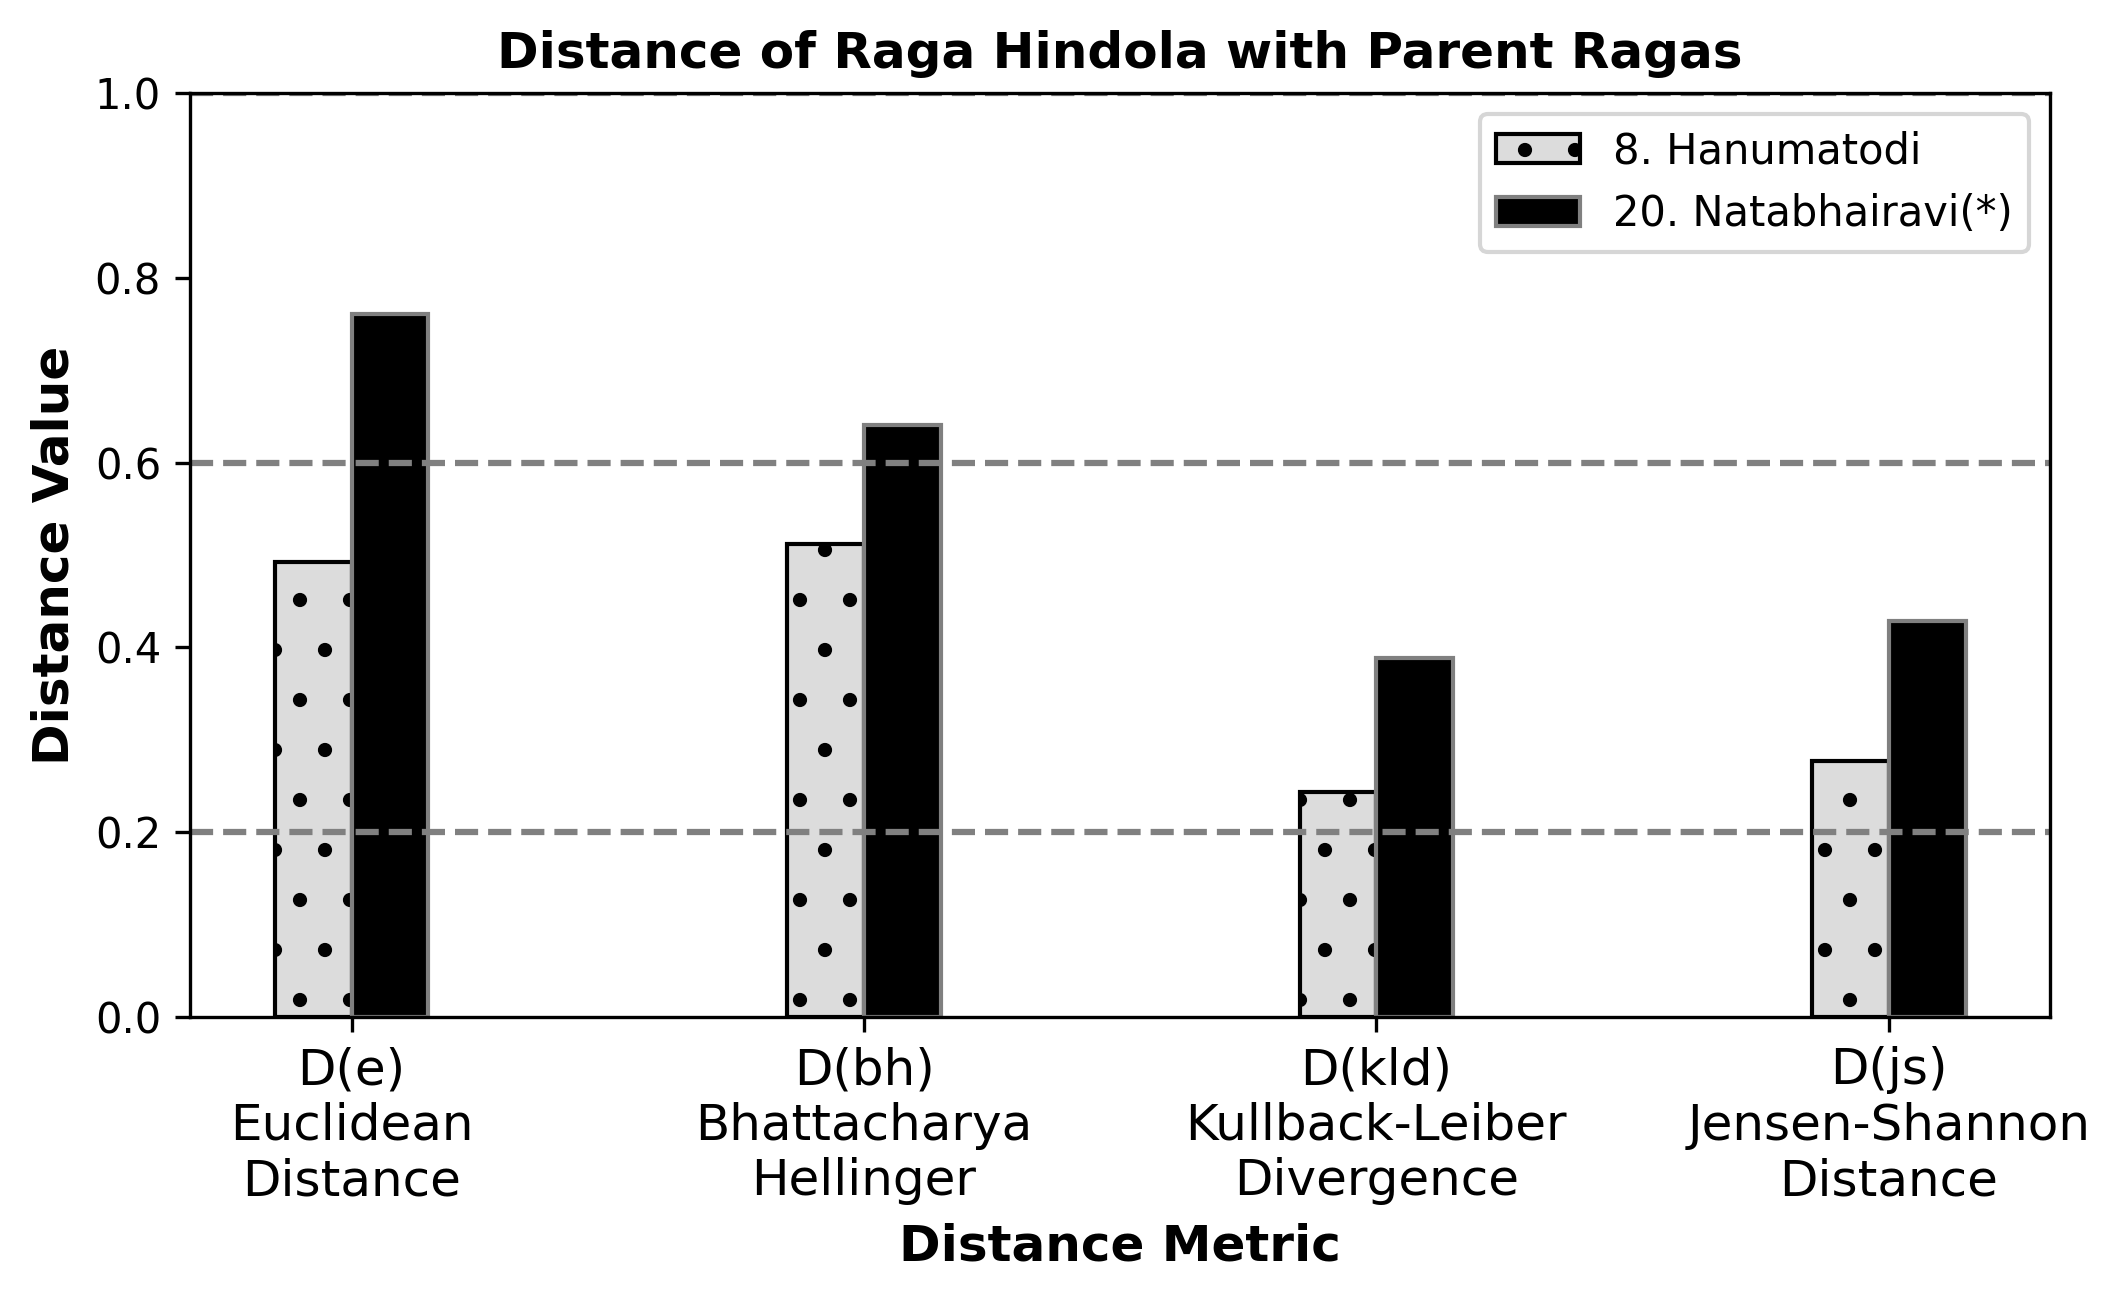 Distance of Raga Hindola with Parent Ragas
1.0
0.8
0.6
0.4
0.2
0.0
Distance Value
8. Hanumatodi
20. Natabhairavi(*)
D(e)
Euclidean
Distance
D(bh)
Bhattacharya
Hellinger
D(kld)
Kullback-Leiber
Divergence
D(js)
Jensen-Shannon
Distance
Distance Metric